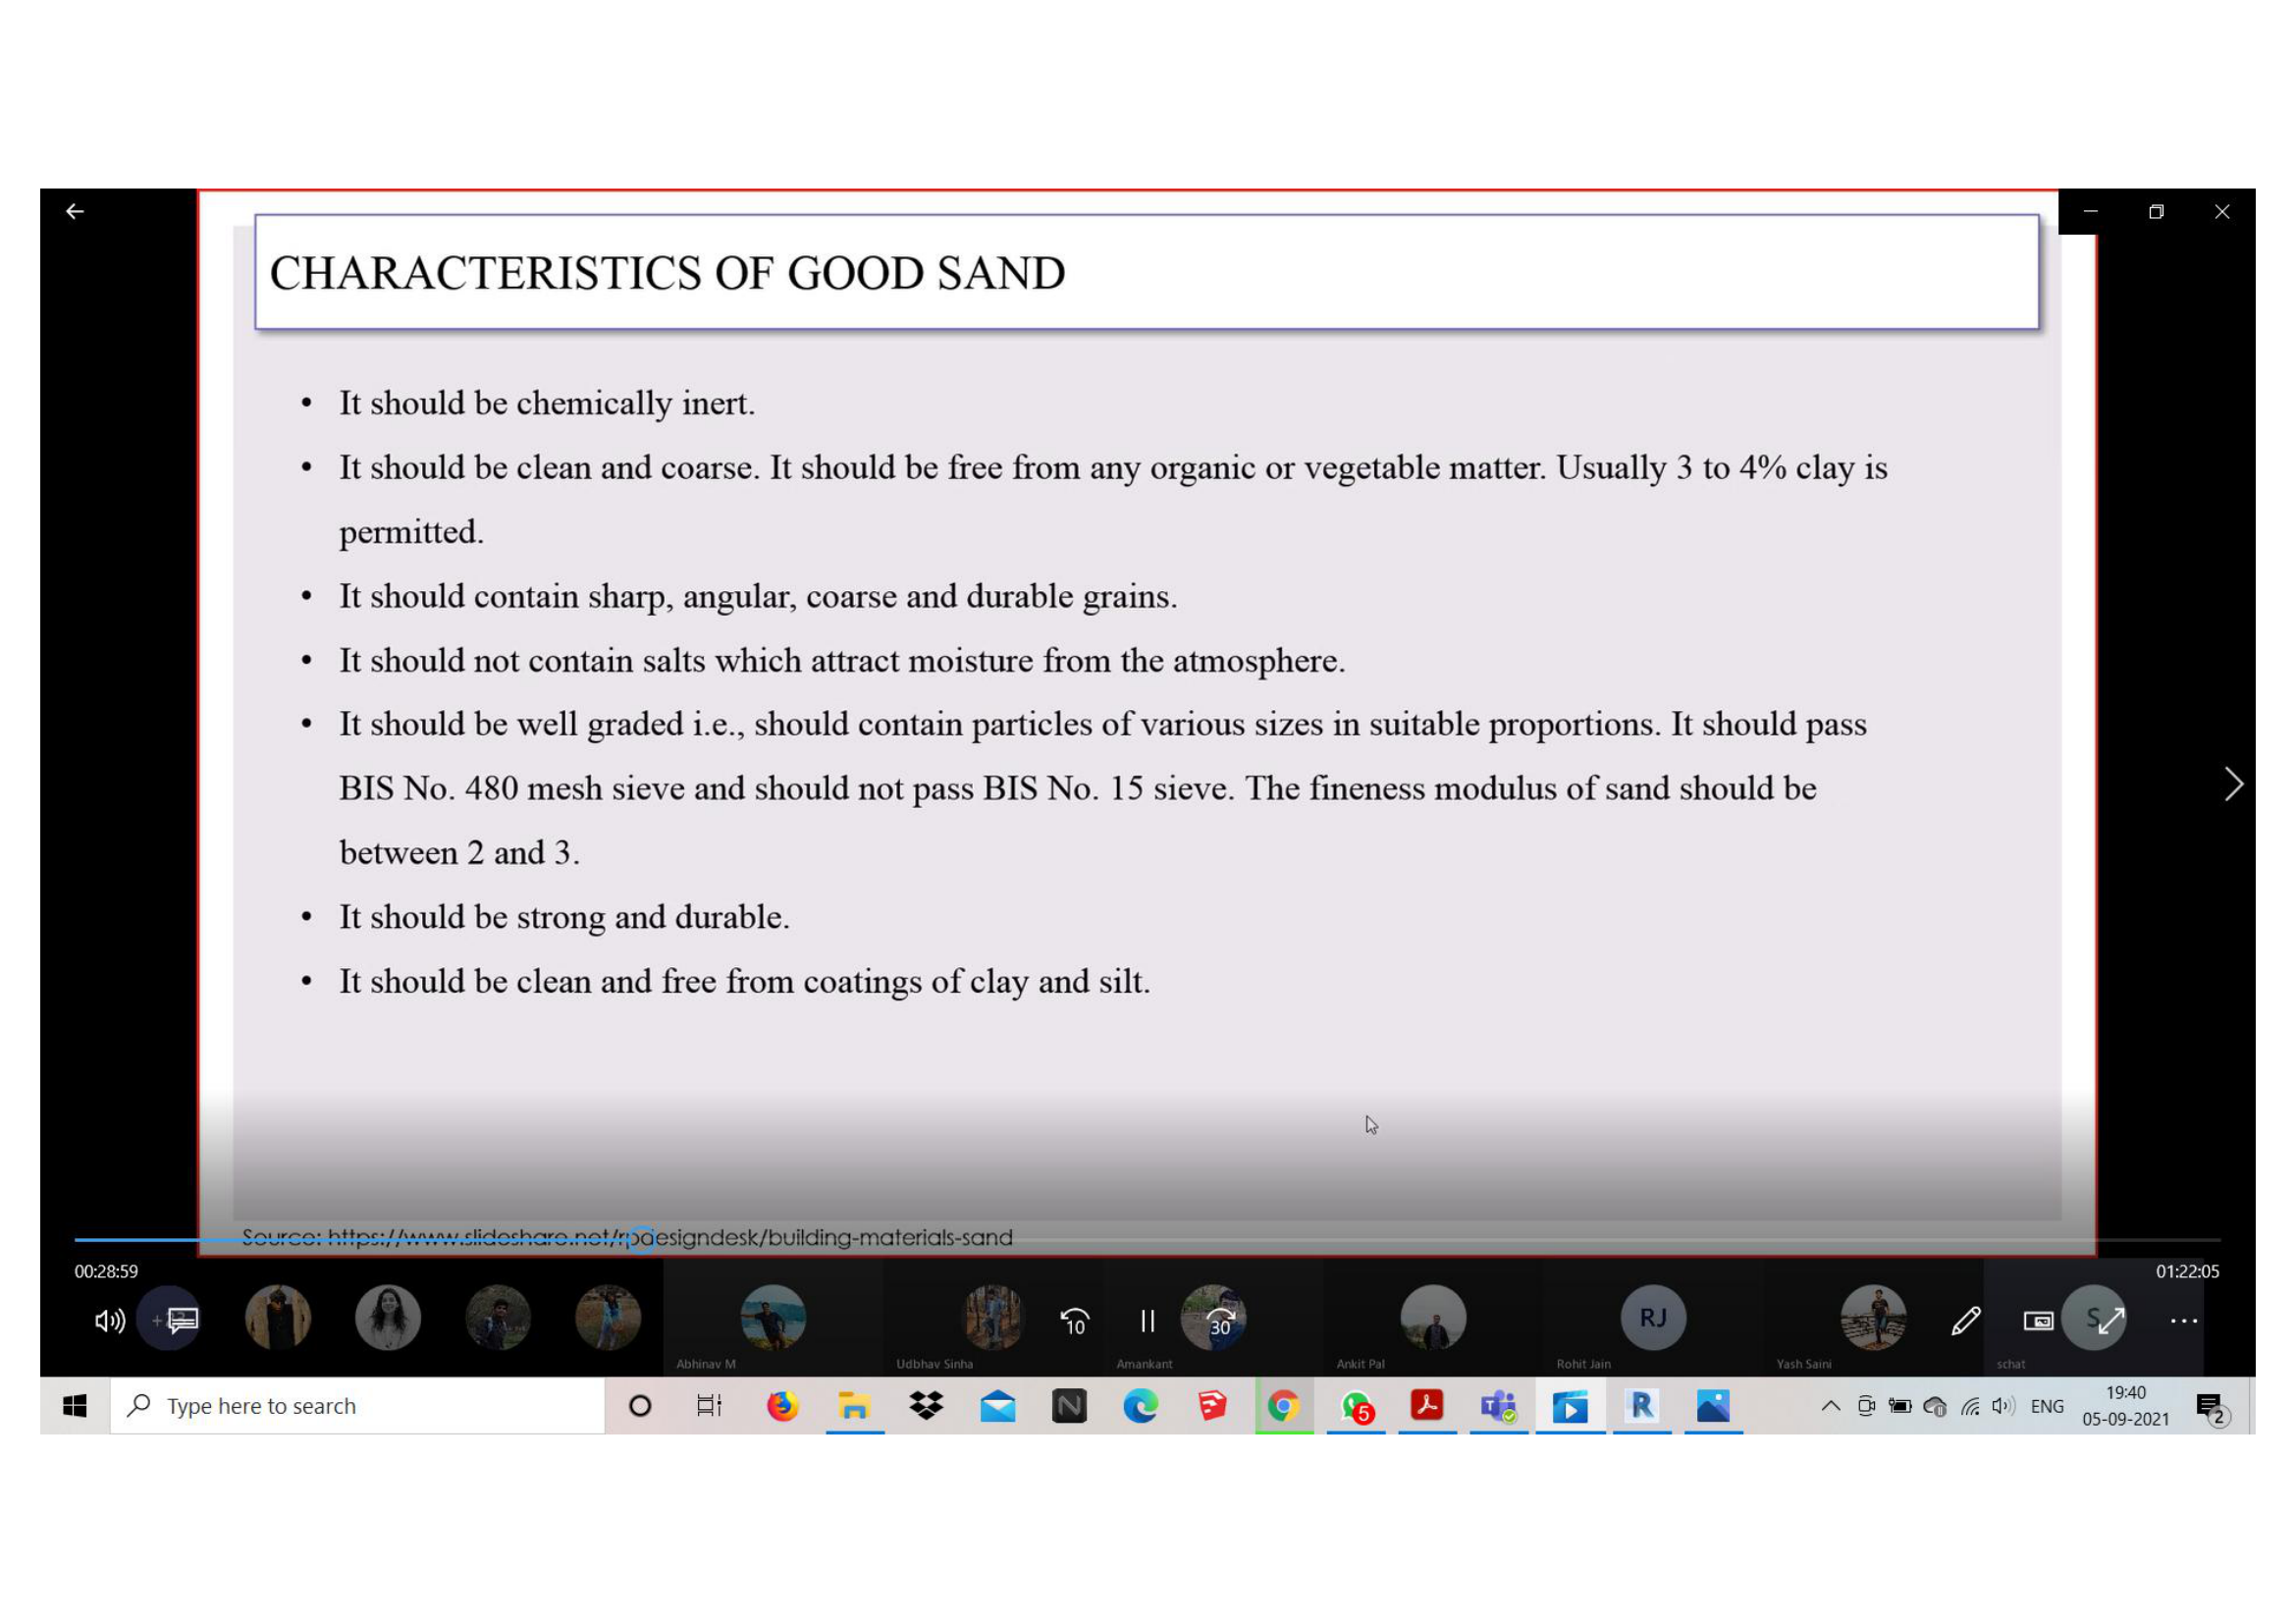 CHARACTERISTICS OF GOOD SAND
• It should be chemically inert.
• It should be clean and coarse. It should be free from any organic or vegetable matter. Usually 3 to 4% clay is
permitted.
• It should contain sharp, angular, coarse and durable grains.
• It should not contain salts which attract moisture from the atmosphere.
• It should be well graded i.e., should contain particles of various sizes in suitable proportions. It should pass
BIS No. 480 mesh sieve and should not pass BIS No. 15 sieve. The fineness modulus of sand should be
between 2 and 3.
• It should be strong and durable.
• It should be clean and free from coatings of clay and silt.
Source: https://www.slideshare.net/rpdesigndesk/building-materials-sand
00:28:59 01:22:05
10 30 RJ S
Abhinav M Udbhav Sinha Amankant Ankit Pal Rohit Jain Yash Saini schat
Type here to search N 5 T R ENG 19:40
05-09-2021 2